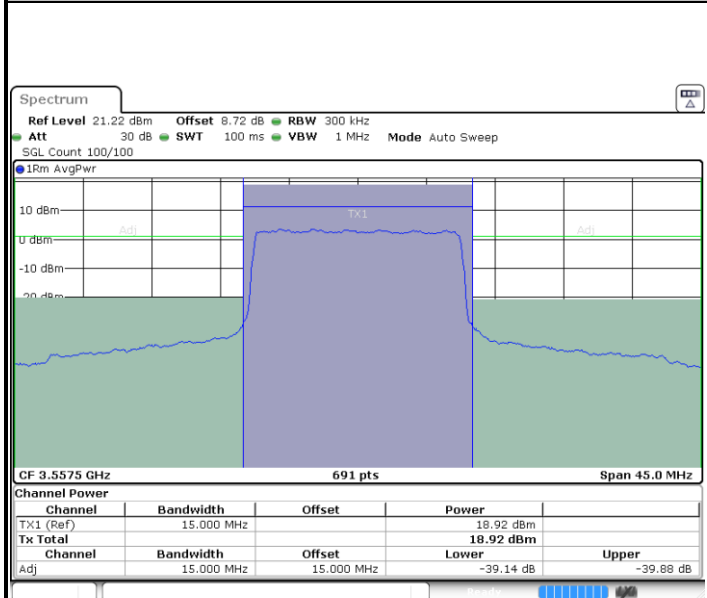 Spectrum
Ref Level 21.22 dBm Offset 8.72 dB RBW 300 kHz
Att 30 dB SWT 100 ms VBW 1 MHz Mode Auto Sweep
SGL Count 100/100
1Rm AvgPwr
10 dBm
TX1
Adj Adj
0 dBm
-10 dBm
-20 dBm
CF 3.5575 GHz 691 pts Span 45.0 MHz
Channel Power
Channel Bandwidth Offset Power
TX1 (Ref) 15.000 MHz 18.92 dBm
Tx Total 18.92 dBm
Channel Bandwidth Offset Lower Upper
Adj 15.000 MHz 15.000 MHz -39.14 dB -39.88 dB
Ready